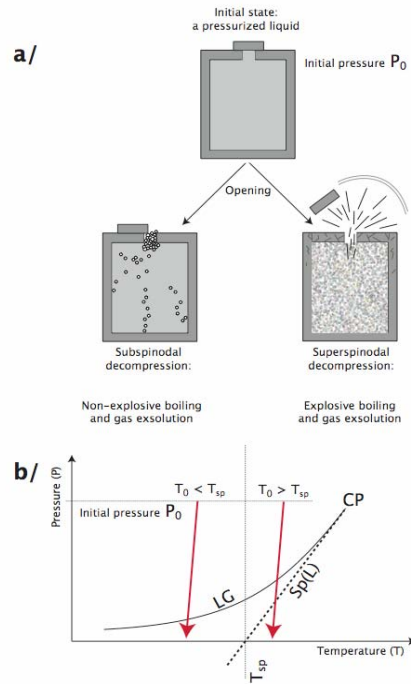 Initial state:
a pressurized liquid
a/
Initial pressure P0
Opening
Subspinodal
decompression:
Superspinodal
decompression:
Non-explosive boiling
and gas exsolution
Explosive boiling
and gas exsolution
b/
Pressure (P)
T0 < Tsp
T0 > Tsp
CP
Initial pressure P0
LG
Sp(L)
Temperature (T)
Tsp